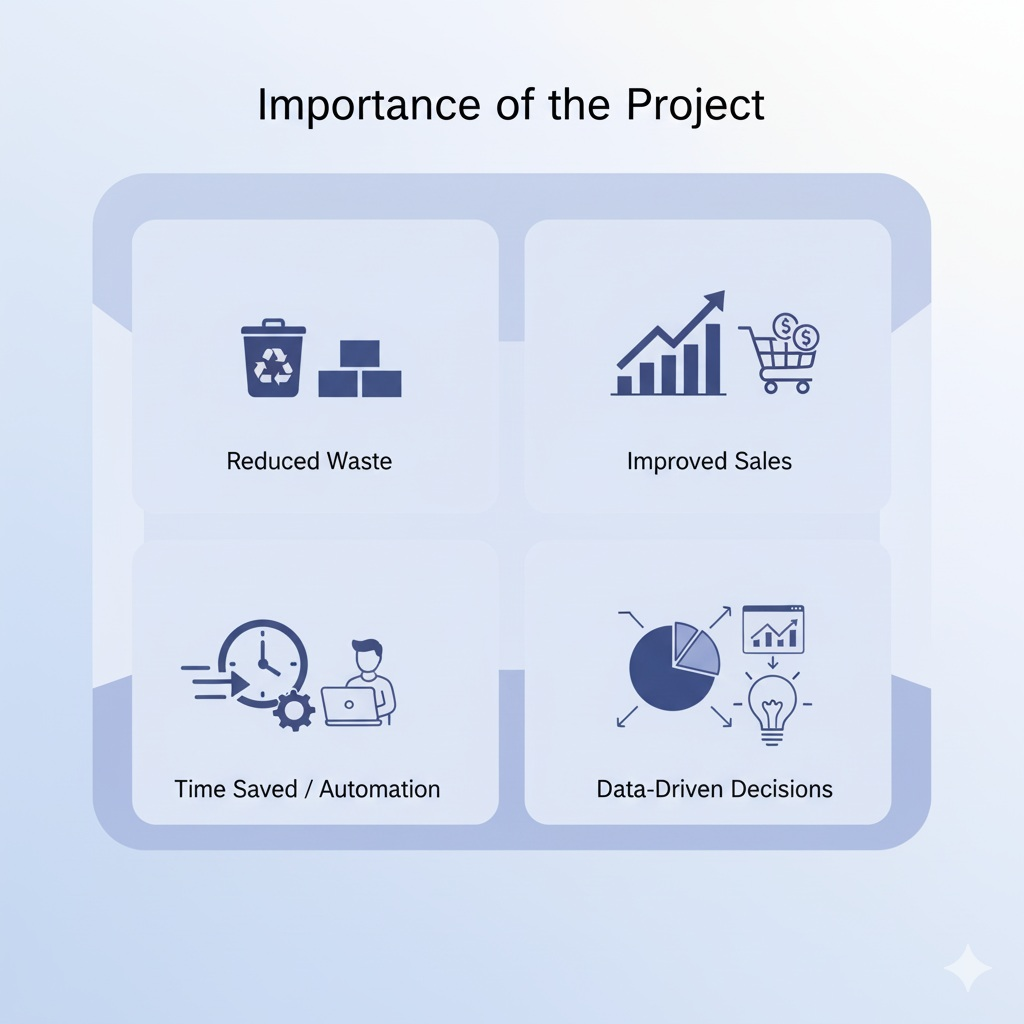 Importance of the Project
Reduced Waste
$
$
Improved Sales
Time Saved / Automation
Data-Driven Decisions